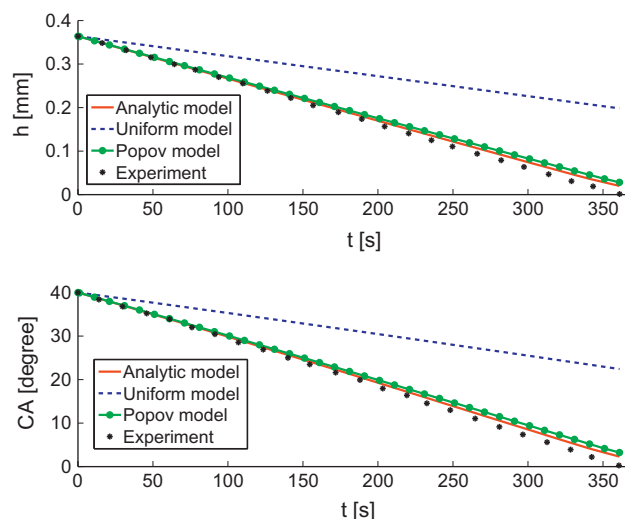 0.4
0.3
0.2
0.1
0
h [mm]
Analytic model
Uniform model
Popov model
Experiment
0 50 100 150 200 250 300 350
t [s]
40
30
20
10
0
CA [degree]
Analytic model
Uniform model
Popov model
Experiment
0 50 100 150 200 250 300 350
t [s]